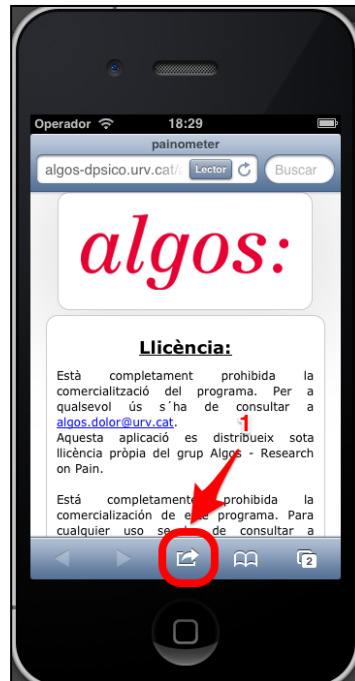 Operador 18:29
painometer
algos-dpsico.urv.cat/ Lector Buscar
algos:
Llicència:
Està completament prohibida la
comercialització del programa. Per a
qualsevol ús s´ha de consultar a
algos.dolor@urv.cat.
1
Aquesta aplicació es distribueix sota
llicència pròpia del grup Algos - Research
on Pain.
Está completamente prohibida la
comercialización de programa. Para
cualquier uso se de consultar a
2